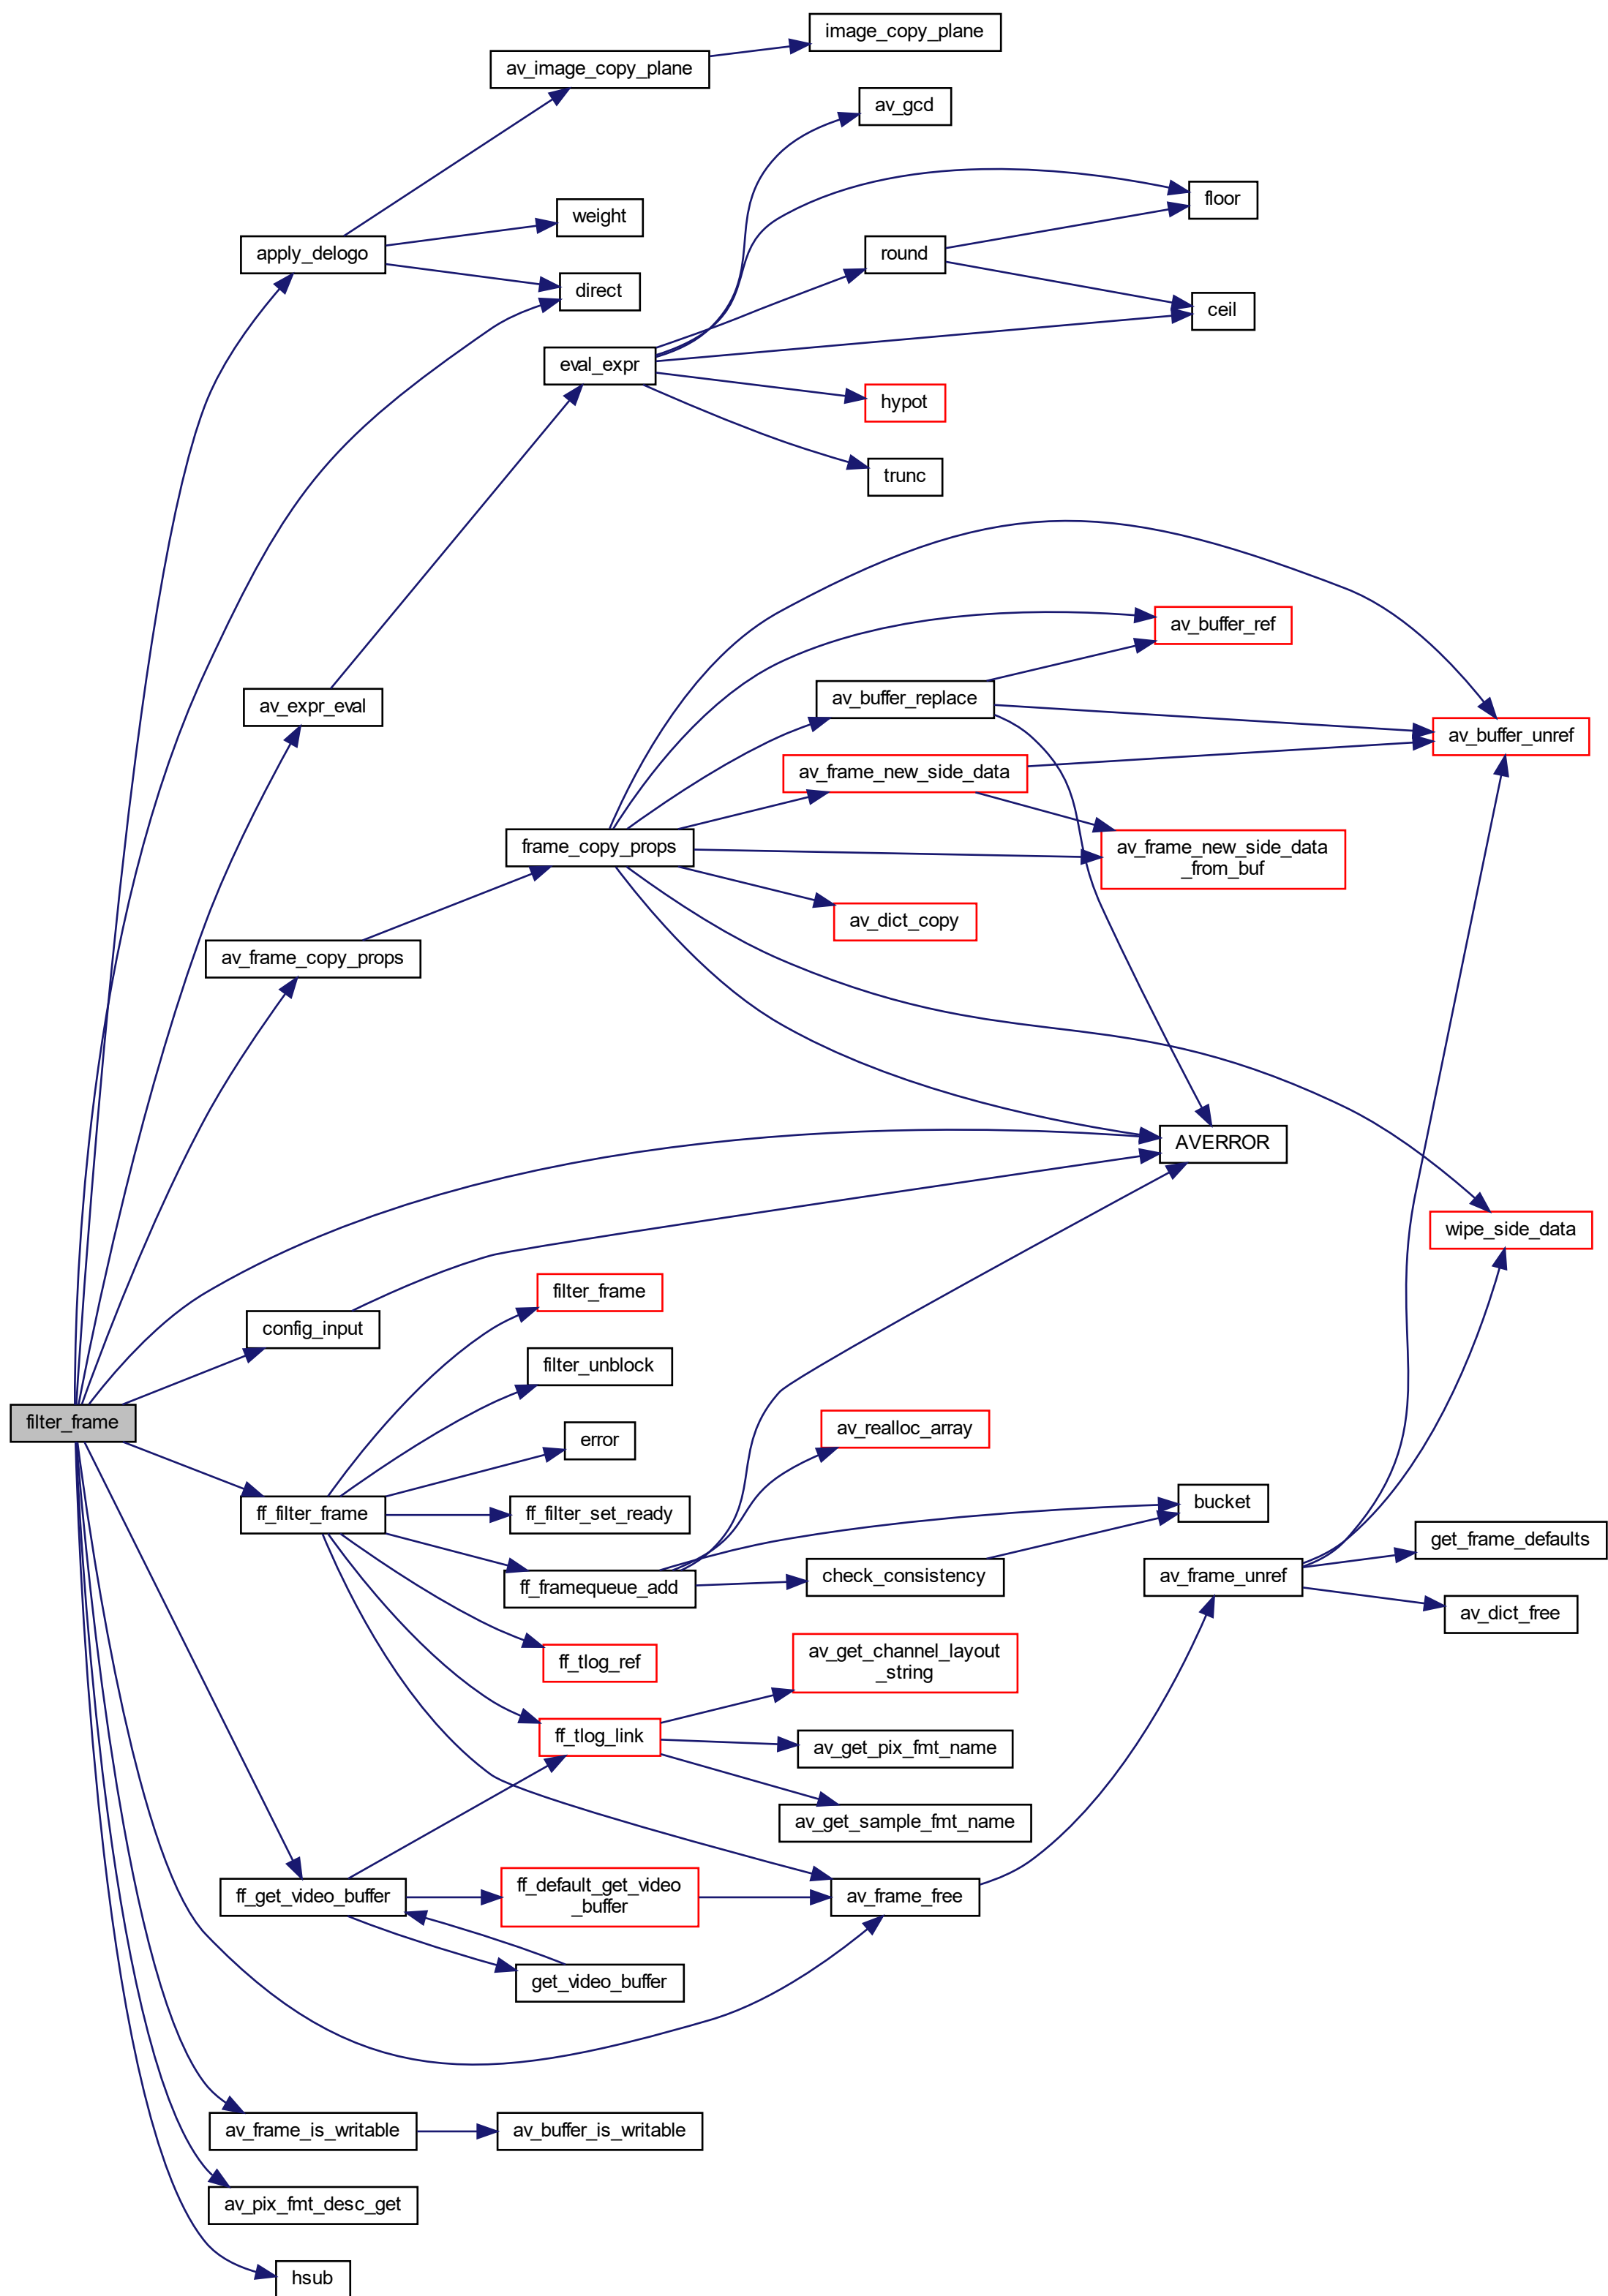 image_copy_plane
av_image_copy_plane
av_gcd
floor
weight
apply_delogo
round
direct
ceil
eval_expr
hypot
trunc
av_buffer_ref
av_buffer_replace
av_expr_eval
av_buffer_unref
av_frame_new_side_data
frame_copy_props
av_frame_new_side_data
_from_buf
av_dict_copy
av_frame_copy_props
AVERROR
wipe_side_data
filter_frame
config_input
filter_unblock
filter_frame
av_realloc_array
error
bucket
ff_filter_frame
ff_filter_set_ready
get_frame_defaults
ff_framequeue_add
check_consistency
av_frame_unref
av_dict_free
ff_tlog_ref
av_get_channel_layout
_string
ff_tlog_link
av_get_pix_fmt_name
av_get_sample_fmt_name
ff_get_video_buffer
ff_default_get_video
_buffer
av_frame_free
get_video_buffer
av_frame_is_writable
av_buffer_is_writable
av_pix_fmt_desc_get
hsub